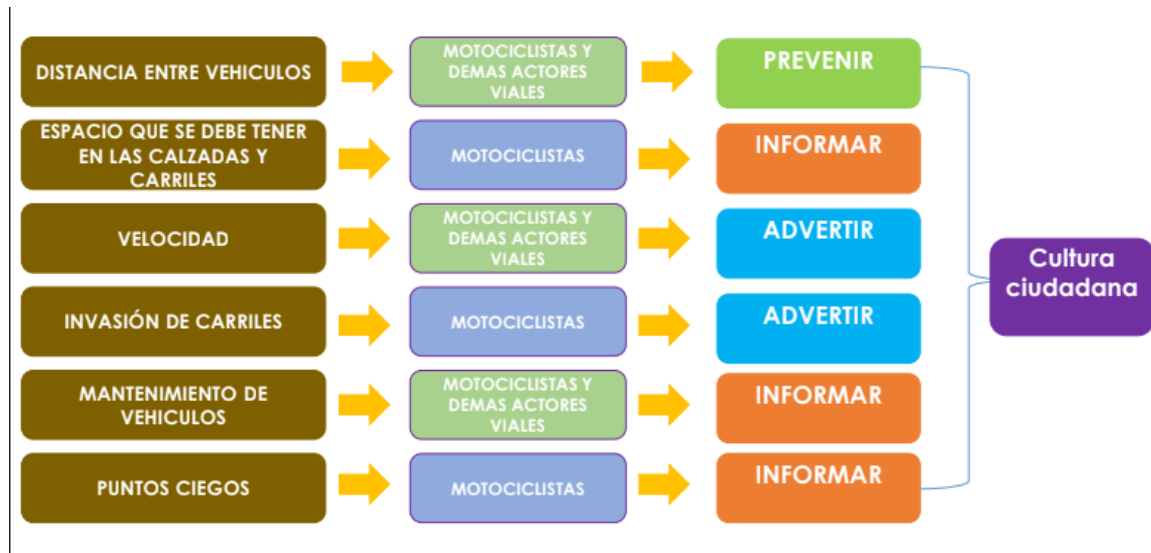 DISTANCIA ENTRE VEHICULOS
MOTOCICLISTAS Y
DEMAS ACTORES
VIALES
PREVENIR
ESPACIO QUE SE DEBE TENER
EN LAS CALZADAS Y
CARRILES
MOTOCICLISTAS
INFORMAR
VELOCIDAD
MOTOCICLISTAS Y
DEMAS ACTORES
VIALES
ADVERTIR
INVASIÓN DE CARRILES
MOTOCICLISTAS
ADVERTIR
MANTENIMIENTO DE
VEHICULOS
MOTOCICLISTAS Y
DEMAS ACTORES
VIALES
INFORMAR
PUNTOS CIEGOS
MOTOCICLISTAS
INFORMAR
Cultura
ciudadana